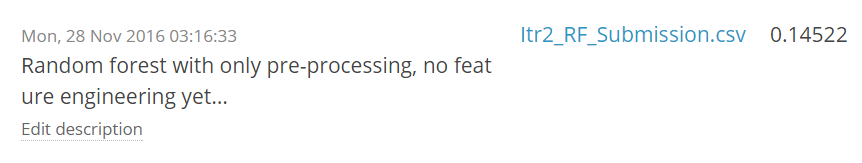 Mon, 28 Nov 2016 03:16:33 Itr2_RF_Submission.csv 0.14522
Random forest with only pre-processing, no feat
ure engineering yet...
Edit description